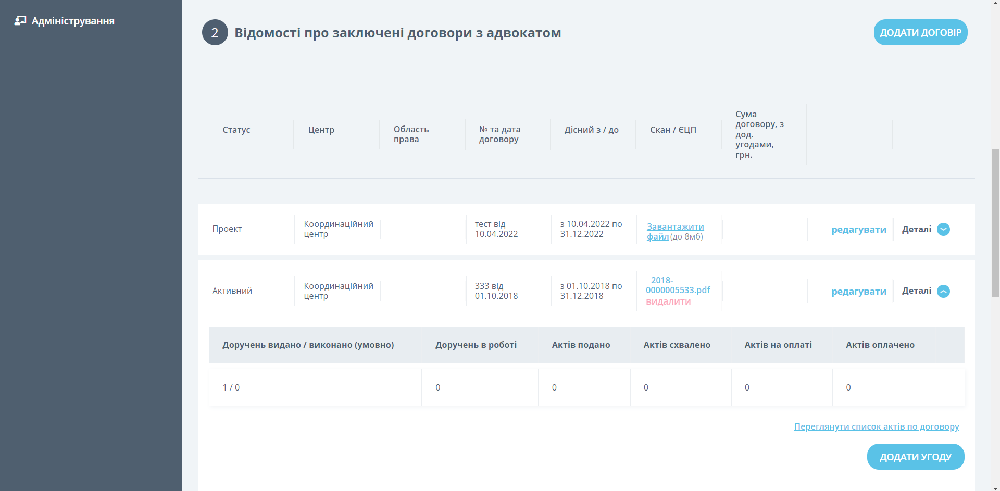 Адміністрування
2
Відомості про заключені договори з адвокатом
ДОДАТИ ДОГОВІР
Статус
Центр
Область
права
№ та дата
договору
Дісний з / до
Скан / ЄЦП
Сума
договору, з
дод.
угодами,
грн.
Проект
Координаційний
центр
тест від
10.04.2022
з 10.04.2022 по
31.12.2022
Завантажити
файл (до 8мб)
редагувати
Деталі
Активний
Координаційний
центр
333 від
01.10.2018
з 01.10.2018 по
31.12.2018
2018-
0000005533.pdf
видалити
редагувати
Деталі
Доручень видано / виконано (умовно)
Доручень в роботі
Актів подано
Актів схвалено
Актів на оплаті
Актів оплачено
1 / 0
0
0
0
0
0
Переглянути список актів по договору
ДОДАТИ УГОДУ